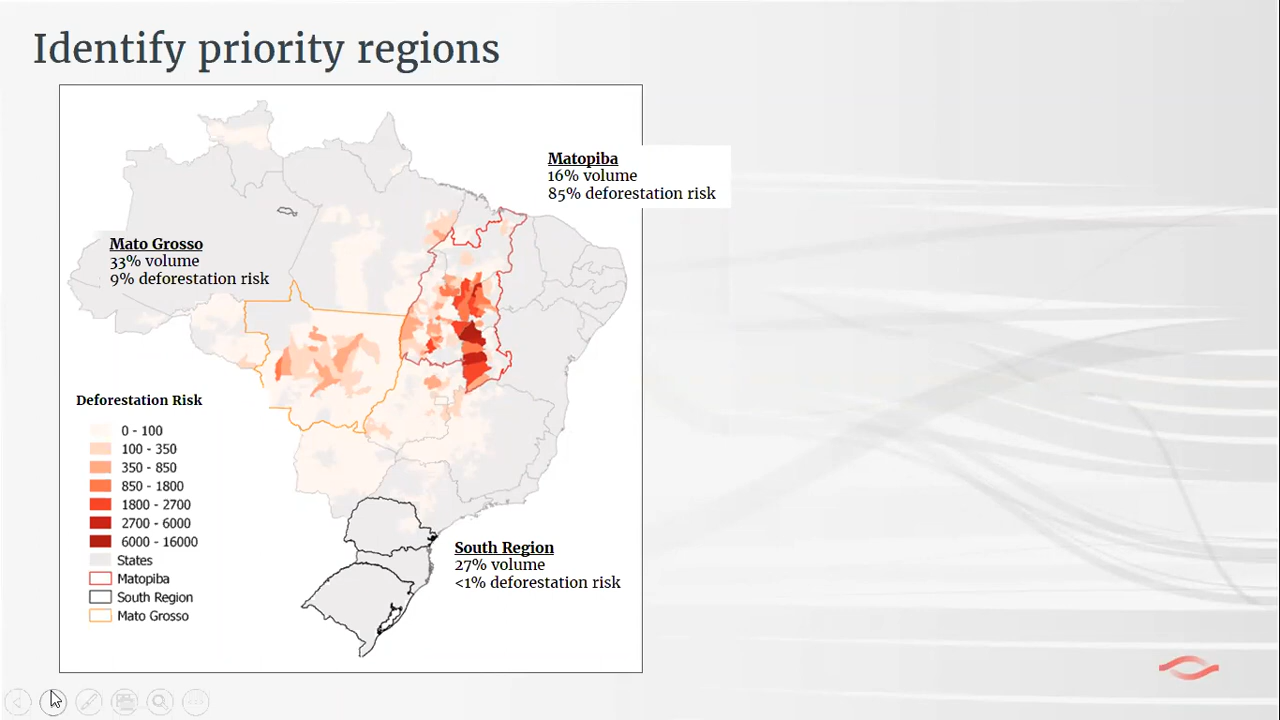 Identify priority regions
Matopiba
16% volume
85% deforestation risk
Mato Grosso
33% volume
9% deforestation risk
Deforestation Risk
0 - 100
100 - 350
350 - 850
850 - 1800
1800 - 2700
2700 - 6000
6000 - 16000
States
Matopiba
South Region
Mato Grosso
South Region
27% volume
<1% deforestation risk